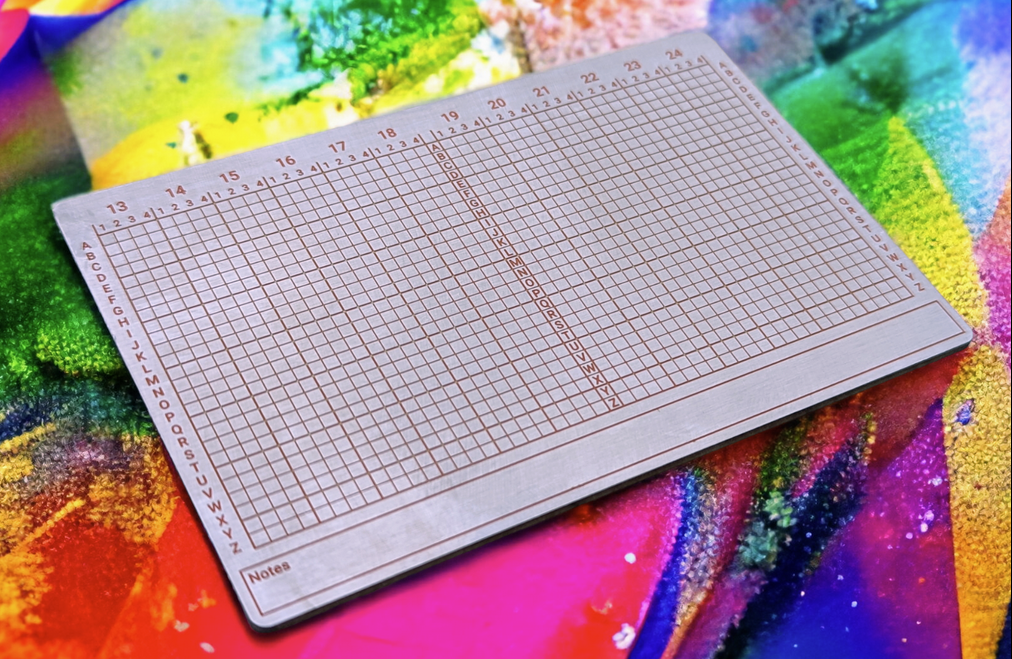 13 14 15 16 17 18 19 20 21 22 23 24
1 2 3 4 1 2 3 4 1 2 3 4 1 2 3 4 1 2 3 4 1 2 3 4 1 2 3 4 1 2 3 4 1 2 3 4 1 2 3 4 1 2 3 4 1 2 3 4
A A A
B B B
C C C
D D D
E E E
F F F
G G G
H H H
I I I
J J J
K K K
L L L
M M M
N N N
O O O
P P P
Q Q Q
R R R
S S S
T T T
U U U
V V V
W W W
X X X
Y Y Y
Z Z Z
Notes